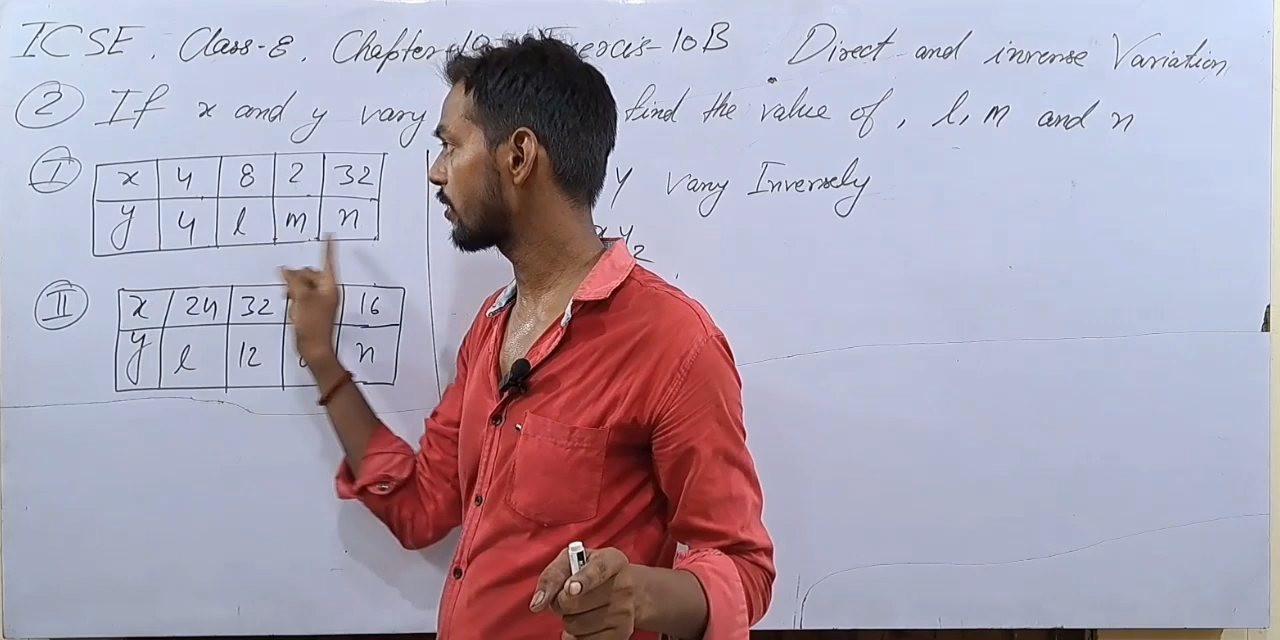 ICSE, Class-8, Chapter-10 Exercis-10B Direct and inverse Variation
② If x and y vary find the value of, l, m and n
Ⓘ x 4 8 2 32
y 4 l m n
y vary Inversely
y₂
Ⓘ Ⓘ x 24 32 16
y l 12 n